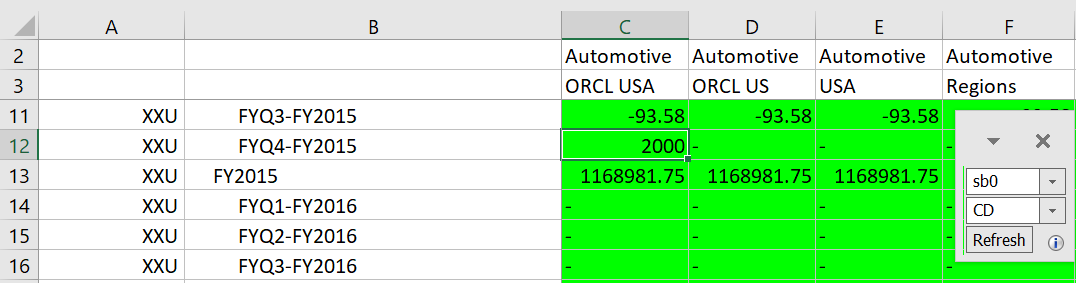 A B C D E F
2 Automotive Automotive Automotive Automotive
3 ORCL USA ORCL US USA Regions
11 XXU FYQ3-FY2015 -93.58 -93.58 -93.58
12 XXU FYQ4-FY2015 2000 - - -
13 XXU FY2015 1168981.75 1168981.75 1168981.75
14 XXU FYQ1-FY2016 - - - -
15 XXU FYQ2-FY2016 - - - -
16 XXU FYQ3-FY2016 - - - -
sb0
CD
Refresh